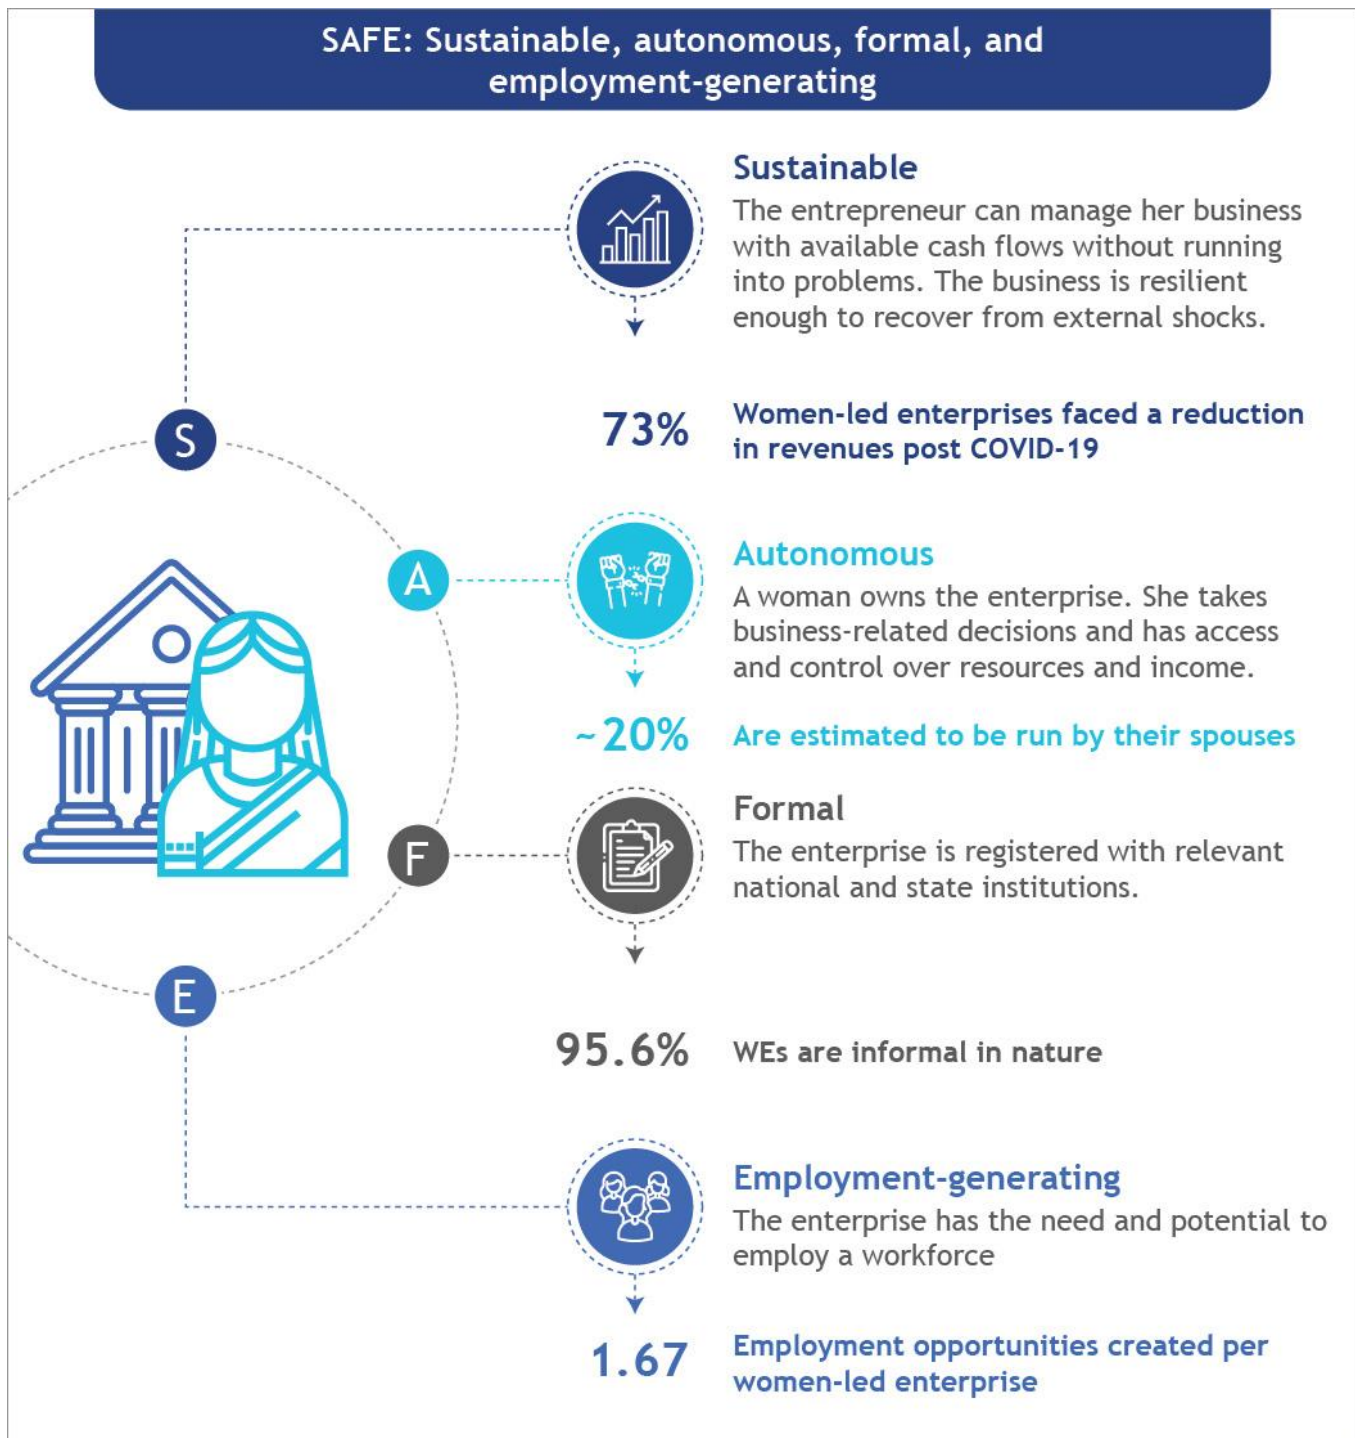 SAFE: Sustainable, autonomous, formal, and
employment-generating
Sustainable
The entrepreneur can manage her business
with available cash flows without running
into problems. The business is resilient
enough to recover from external shocks.
S
73%
Women-led enterprises faced a reduction
in revenues post COVID-19
A
Autonomous
A woman owns the enterprise. She takes
business-related decisions and has access
and control over resources and income.
~20%
Are estimated to be run by their spouses
F
Formal
The enterprise is registered with relevant
national and state institutions.
E
95.6%
WEs are informal in nature
Employment-generating
The enterprise has the need and potential to
employ a workforce
1.67
Employment opportunities created per
women-led enterprise